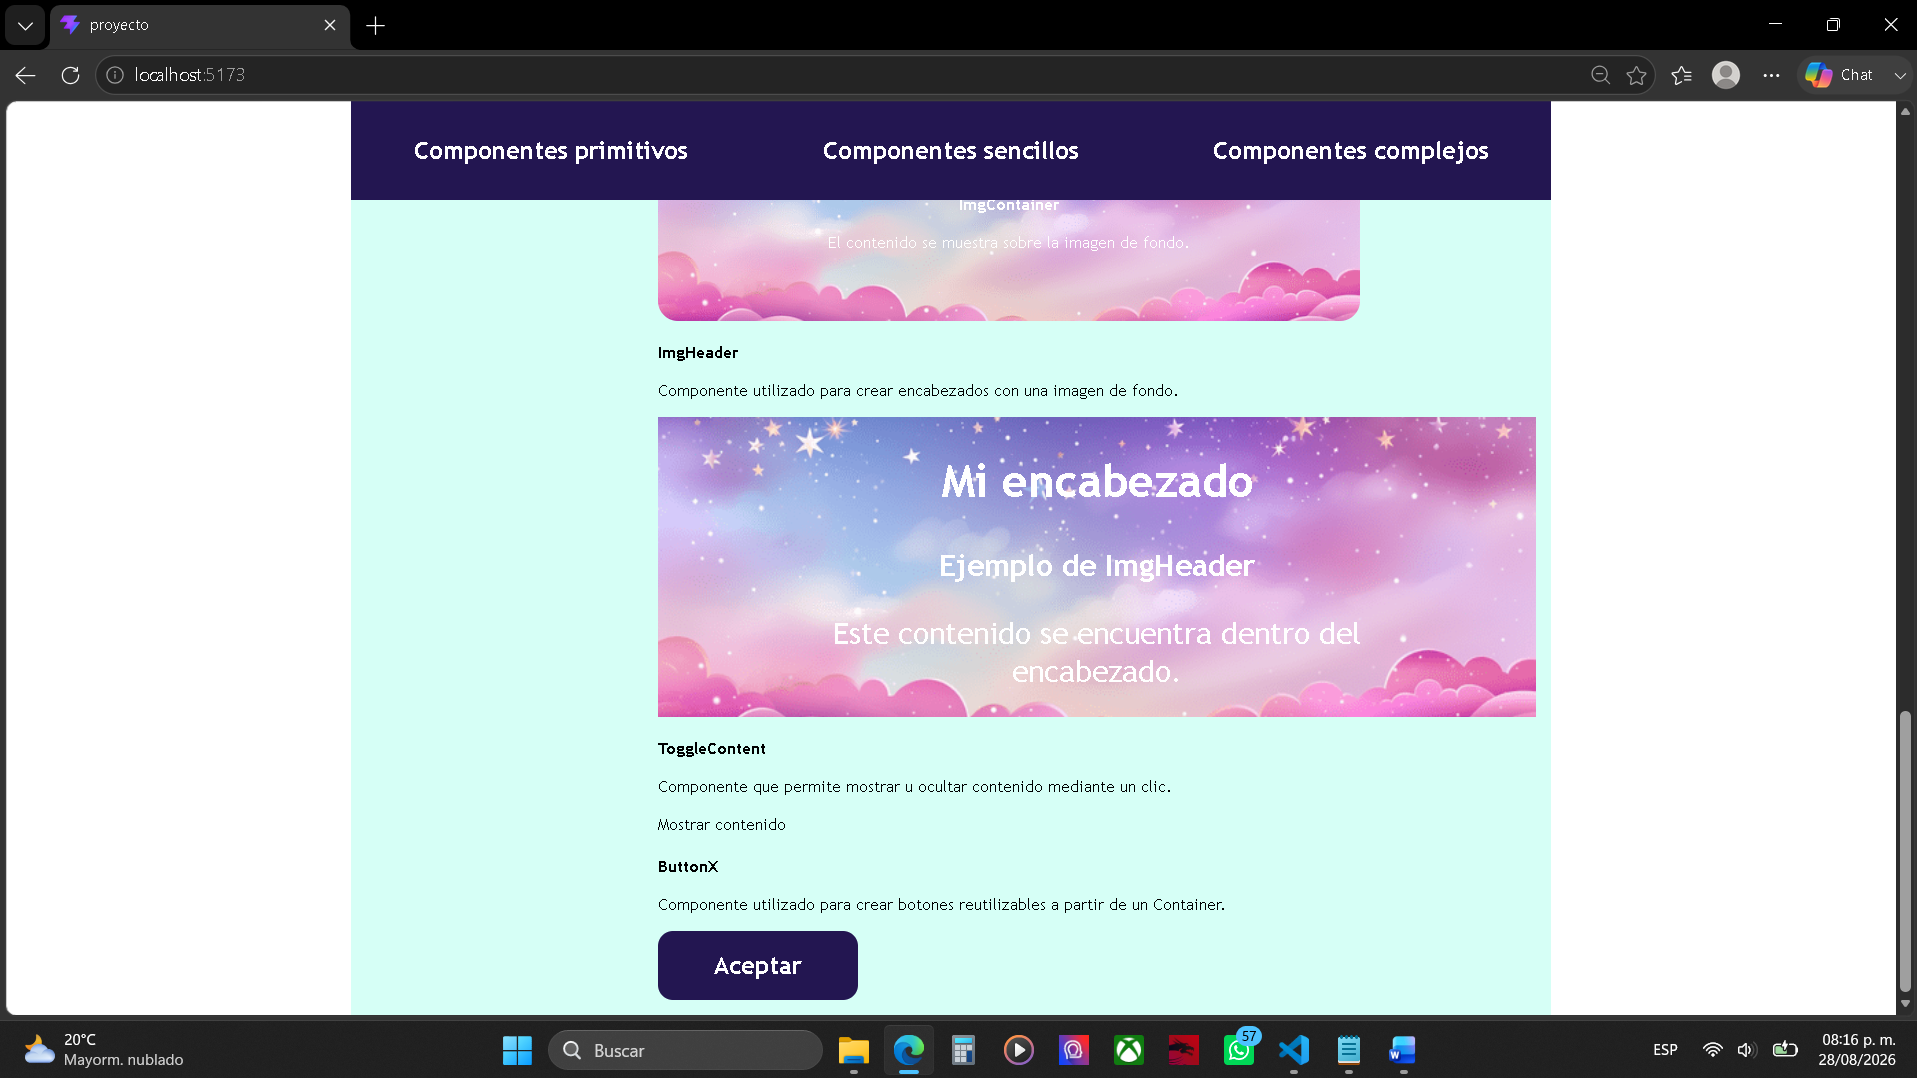 proyecto
localhost:5173
Chat
Componentes primitivos
Componentes sencillos
Componentes complejos
ImgContainer
El contenido se muestra sobre la imagen de fondo.
ImgHeader
Componente utilizado para crear encabezados con una imagen de fondo.
Mi encabezado
Ejemplo de ImgHeader
Este contenido se encuentra dentro del
encabezado.
ToggleContent
Componente que permite mostrar u ocultar contenido mediante un clic.
Mostrar contenido
ButtonX
Componente utilizado para crear botones reutilizables a partir de un Container.
Aceptar
20°C
Mayorm. nublado
Buscar
57
W
ESP
08:16 p. m.
28/08/2026